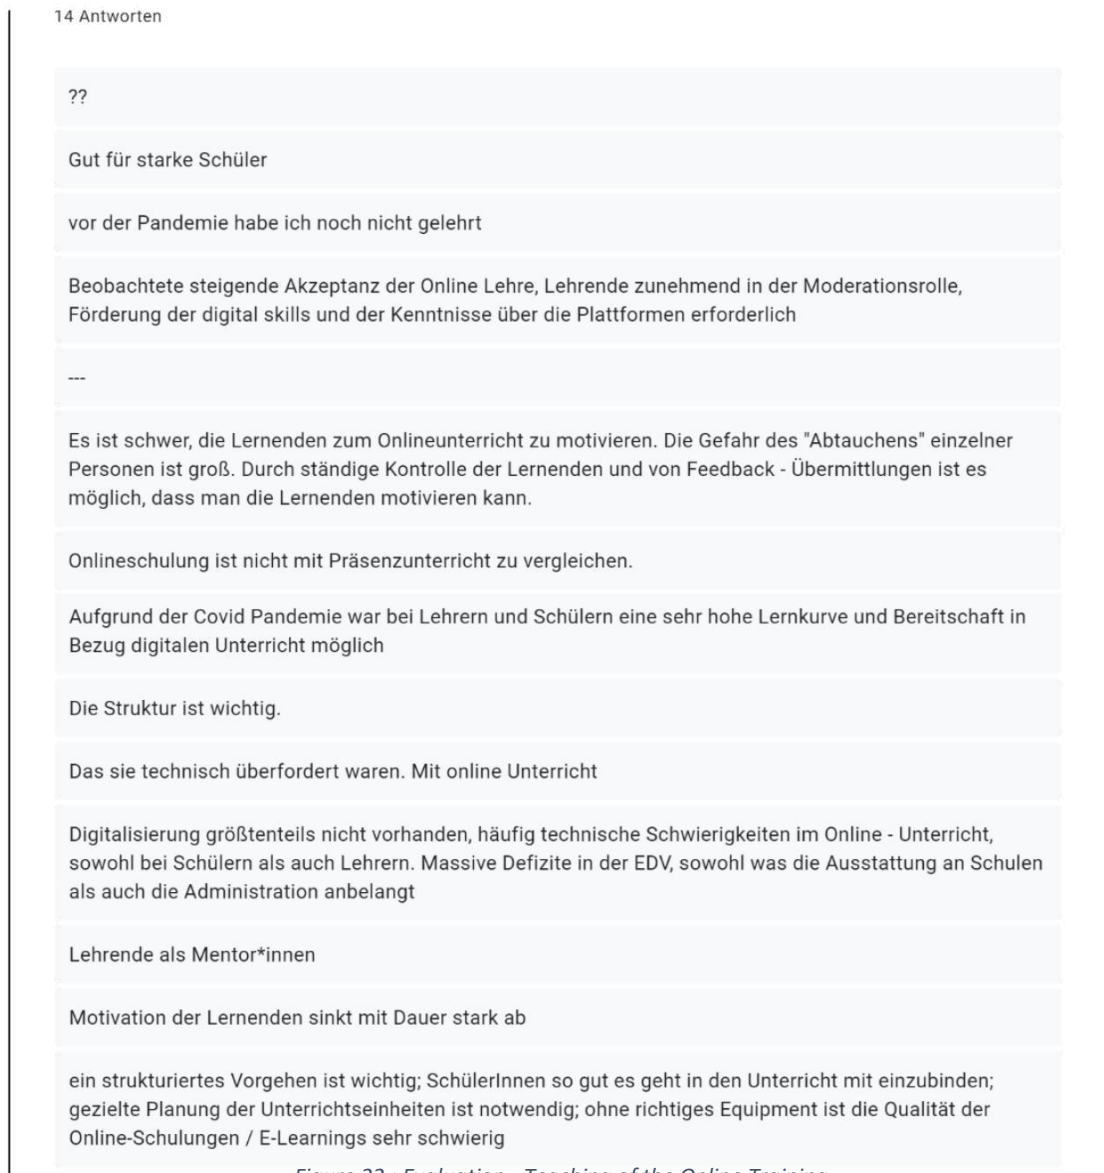 14 Antworten
??
Gut für starke Schüler
vor der Pandemie habe ich noch nicht gelehrt
Beobachtete steigende Akzeptanz der Online Lehre, Lehrende zunehmend in der Moderationsrolle,
Förderung der digital skills und der Kenntnisse über die Plattformen erforderlich
---
Es ist schwer, die Lernenden zum Onlineunterricht zu motivieren. Die Gefahr des "Abtauchens" einzelner
Personen ist groß. Durch ständige Kontrolle der Lernenden und von Feedback - Übermittlungen ist es
möglich, dass man die Lernenden motivieren kann.
Onlineschulung ist nicht mit Präsenzunterricht zu vergleichen.
Aufgrund der Covid Pandemie war bei Lehrern und Schülern eine sehr hohe Lernkurve und Bereitschaft in
Bezug digitalen Unterricht möglich
Die Struktur ist wichtig.
Das sie technisch überfordert waren. Mit online Unterricht
Digitalisierung größtenteils nicht vorhanden, häufig technische Schwierigkeiten im Online - Unterricht,
sowohl bei Schülern als auch Lehrern. Massive Defizite in der EDV, sowohl was die Ausstattung an Schulen
als auch die Administration anbelangt
Lehrende als Mentor*innen
Motivation der Lernenden sinkt mit Dauer stark ab
ein strukturiertes Vorgehen ist wichtig; SchülerInnen so gut es geht in den Unterricht mit einzubinden;
gezielte Planung der Unterrichtseinheiten ist notwendig; ohne richtiges Equipment ist die Qualität der
Online-Schulungen / E-Learnings sehr schwierig